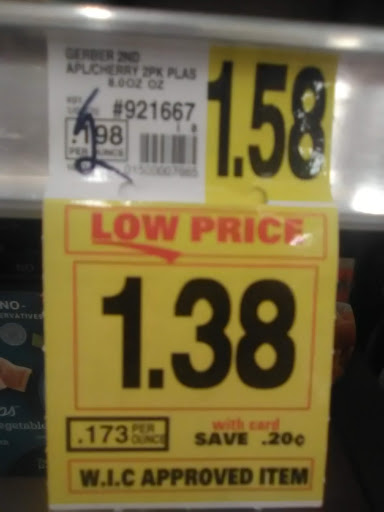 GERBER 2ND
APL/CHERRY 2PK PLAS
8.0OZ OZ
#921667
1.58
.198
PER OUNCE
LOW PRICE
1.38
.173 PER OUNCE
with card
SAVE .20¢
W.I.C APPROVED ITEM
NO-